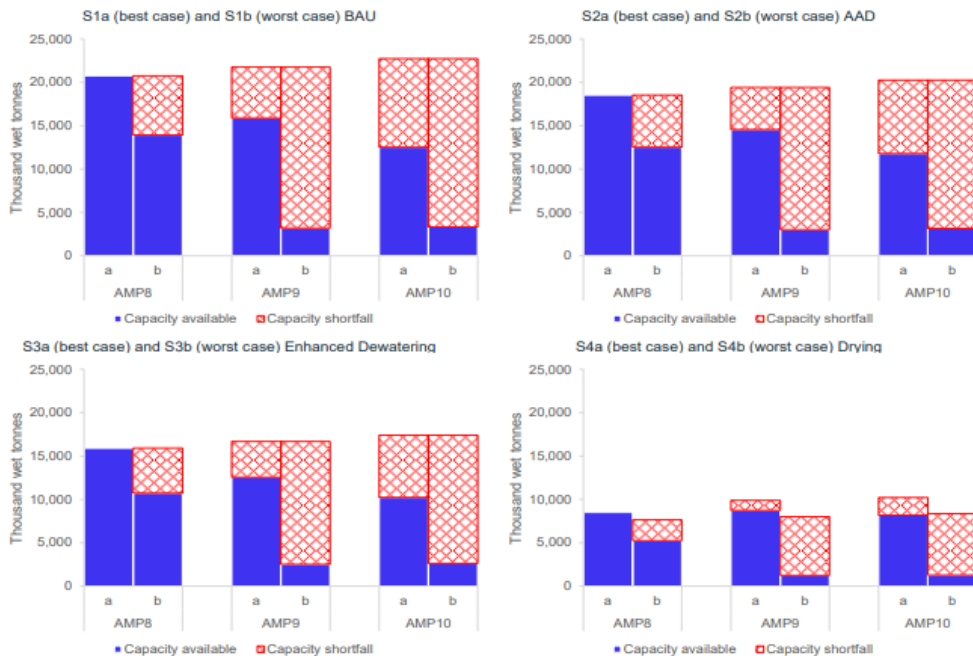 S1a (best case) and S1b (worst case) BAU
25,000
20,000
15,000
10,000
5,000
0
Thousand wet tonnes
a b a b a b
AMP8 AMP9 AMP10
Capacity available Capacity shortfall
S2a (best case) and S2b (worst case) AAD
25,000
20,000
15,000
10,000
5,000
0
Thousand wet tonnes
a b a b a b
AMP8 AMP9 AMP10
Capacity available Capacity shortfall
S3a (best case) and S3b (worst case) Enhanced Dewatering
25,000
20,000
15,000
10,000
5,000
0
Thousand wet tonnes
a b a b a b
AMP8 AMP9 AMP10
Capacity available Capacity shortfall
S4a (best case) and S4b (worst case) Drying
25,000
20,000
15,000
10,000
5,000
0
Thousand wet tonnes
a b a b a b
AMP8 AMP9 AMP10
Capacity available Capacity shortfall